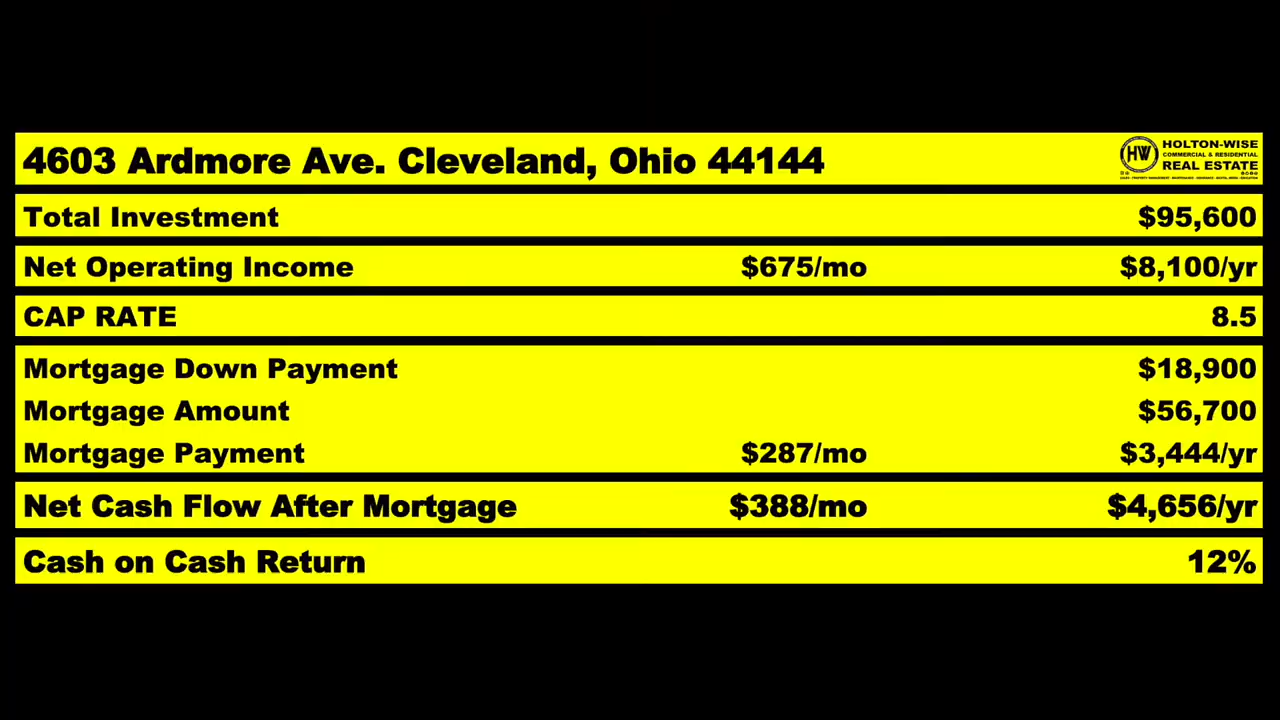 4603 Ardmore Ave. Cleveland, Ohio 44144
HW
HOLTON-WISE
COMMERCIAL & RESIDENTIAL
REAL ESTATE
Total Investment $95,600
Net Operating Income $675/mo $8,100/yr
CAP RATE 8.5
Mortgage Down Payment $18,900
Mortgage Amount $56,700
Mortgage Payment $287/mo $3,444/yr
Net Cash Flow After Mortgage $388/mo $4,656/yr
Cash on Cash Return 12%